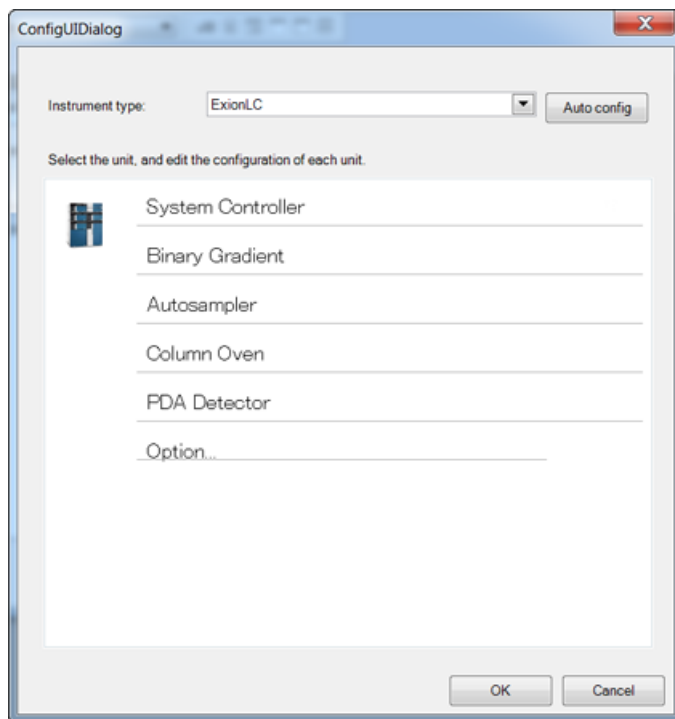 ConfigUIDialog
Instrument type: ExionLC Auto config
Select the unit, and edit the configuration of each unit.
System Controller
Binary Gradient
Autosampler
Column Oven
PDA Detector
Option...
OK Cancel